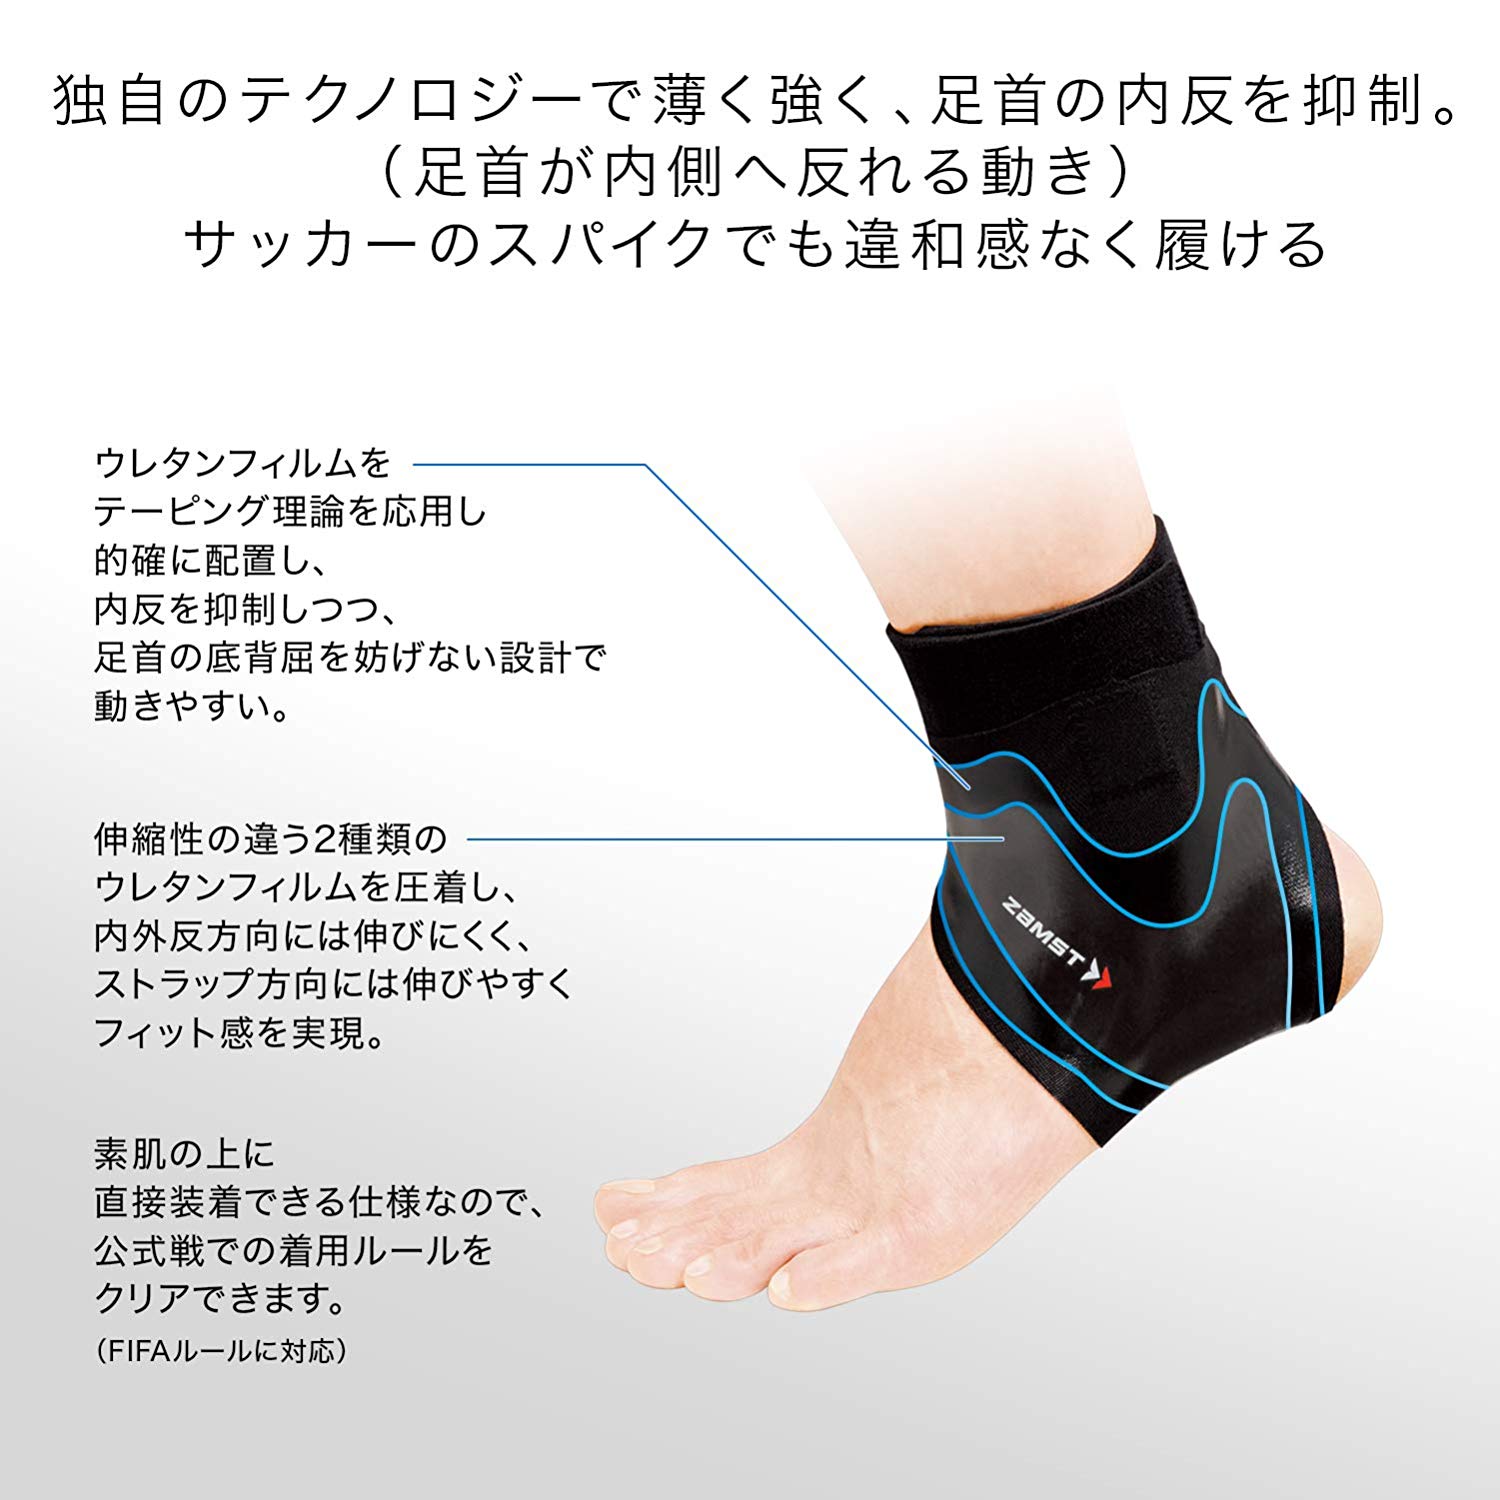 独自のテクノロジーで薄く強く、足首の内反を抑制。
（足首が内側へ反れる動き）
サッカーのスパイクでも違和感なく履ける
ウレタンフィルムを
テーピング理論を応用し
的確に配置し、
内反を抑制しつつ、
足首の底背屈を妨げない設計で
動きやすい。
伸縮性の違う2種類の
ウレタンフィルムを圧着し、
内外反方向には伸びにくく、
ストラップ方向には伸びやすく
フィット感を実現。
素肌の上に
直接装着できる仕様なので、
公式戦での着用ルールを
クリアできます。
（FIFAルールに対応）
ZAMST